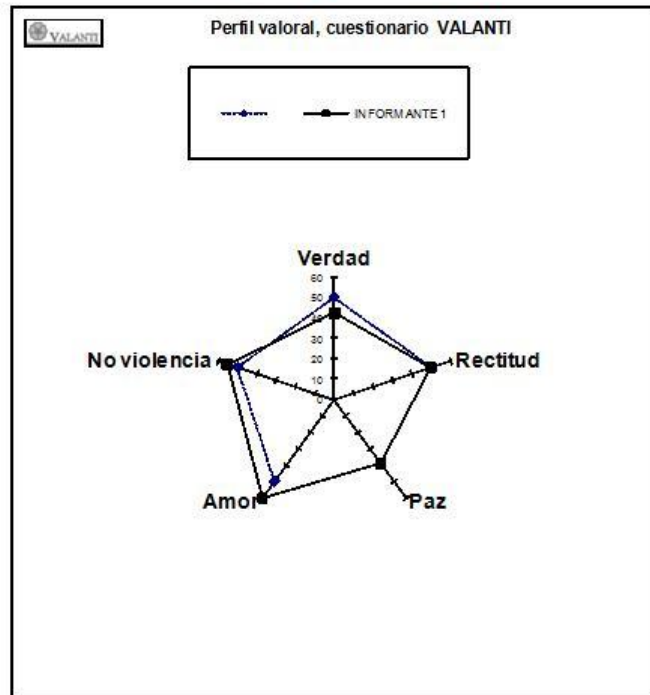 VALANTI
Perfil valoral, cuestionario VALANTI
INFORMANTE 1
Verdad
60
50
40
30
20
10
0
No violencia
Rectitud
Amor
Paz